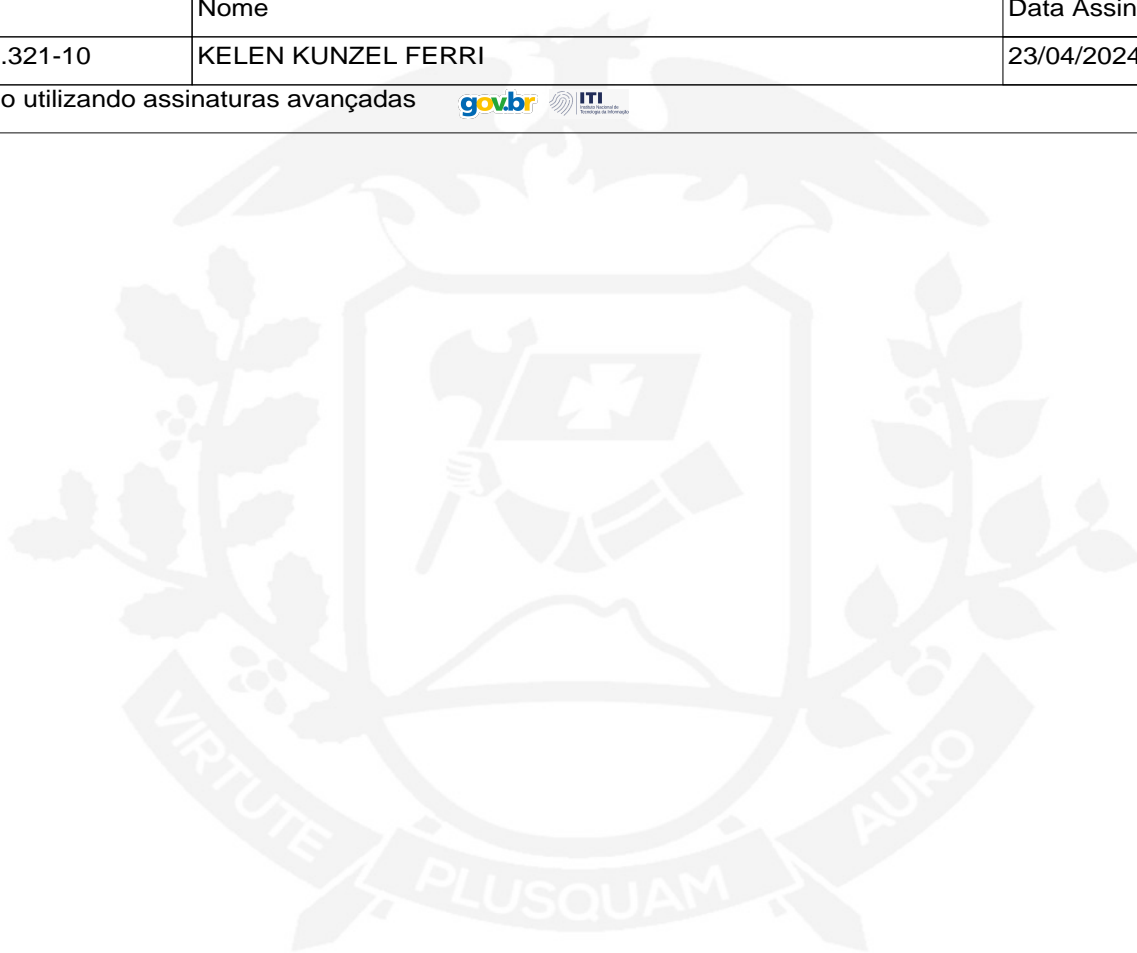 Nome Data Assin
.321-10 KELEN KUNZEL FERRI 23/04/2024
o utilizando assinaturas avançadas gov.br ITI
VIRTUTE PLUSQUAM AURO